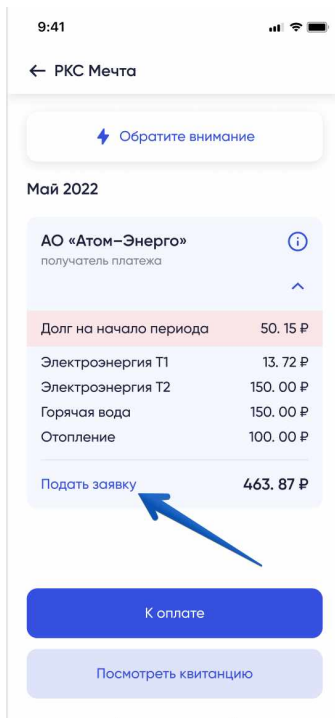 9:41
← РКС Мечта
Обратите внимание
Май 2022
АО «Атом–Энерго»
получатель платежа
Долг на начало периода 50. 15 ₽
Электроэнергия Т1 13. 72 ₽
Электроэнергия Т2 150. 00 ₽
Горячая вода 150. 00 ₽
Отопление 100. 00 ₽
Подать заявку 463. 87 ₽
К оплате
Посмотреть квитанцию